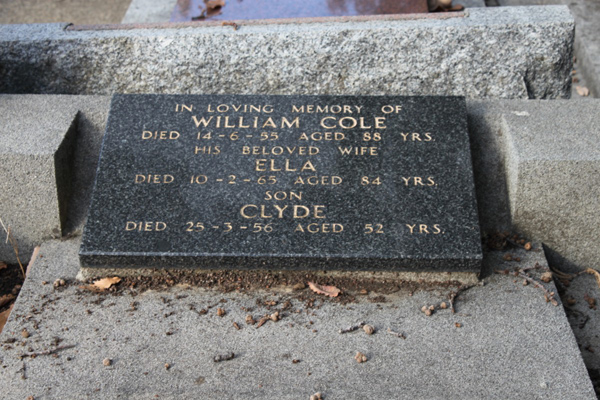 IN LOVING MEMORY OF
WILLIAM COLE
DIED 14-6-55 AGED 88 YRS.
HIS BELOVED WIFE
ELLA
DIED 10-2-65 AGED 84 YRS.
SON
CLYDE
DIED 25-3-56 AGED 52 YRS.